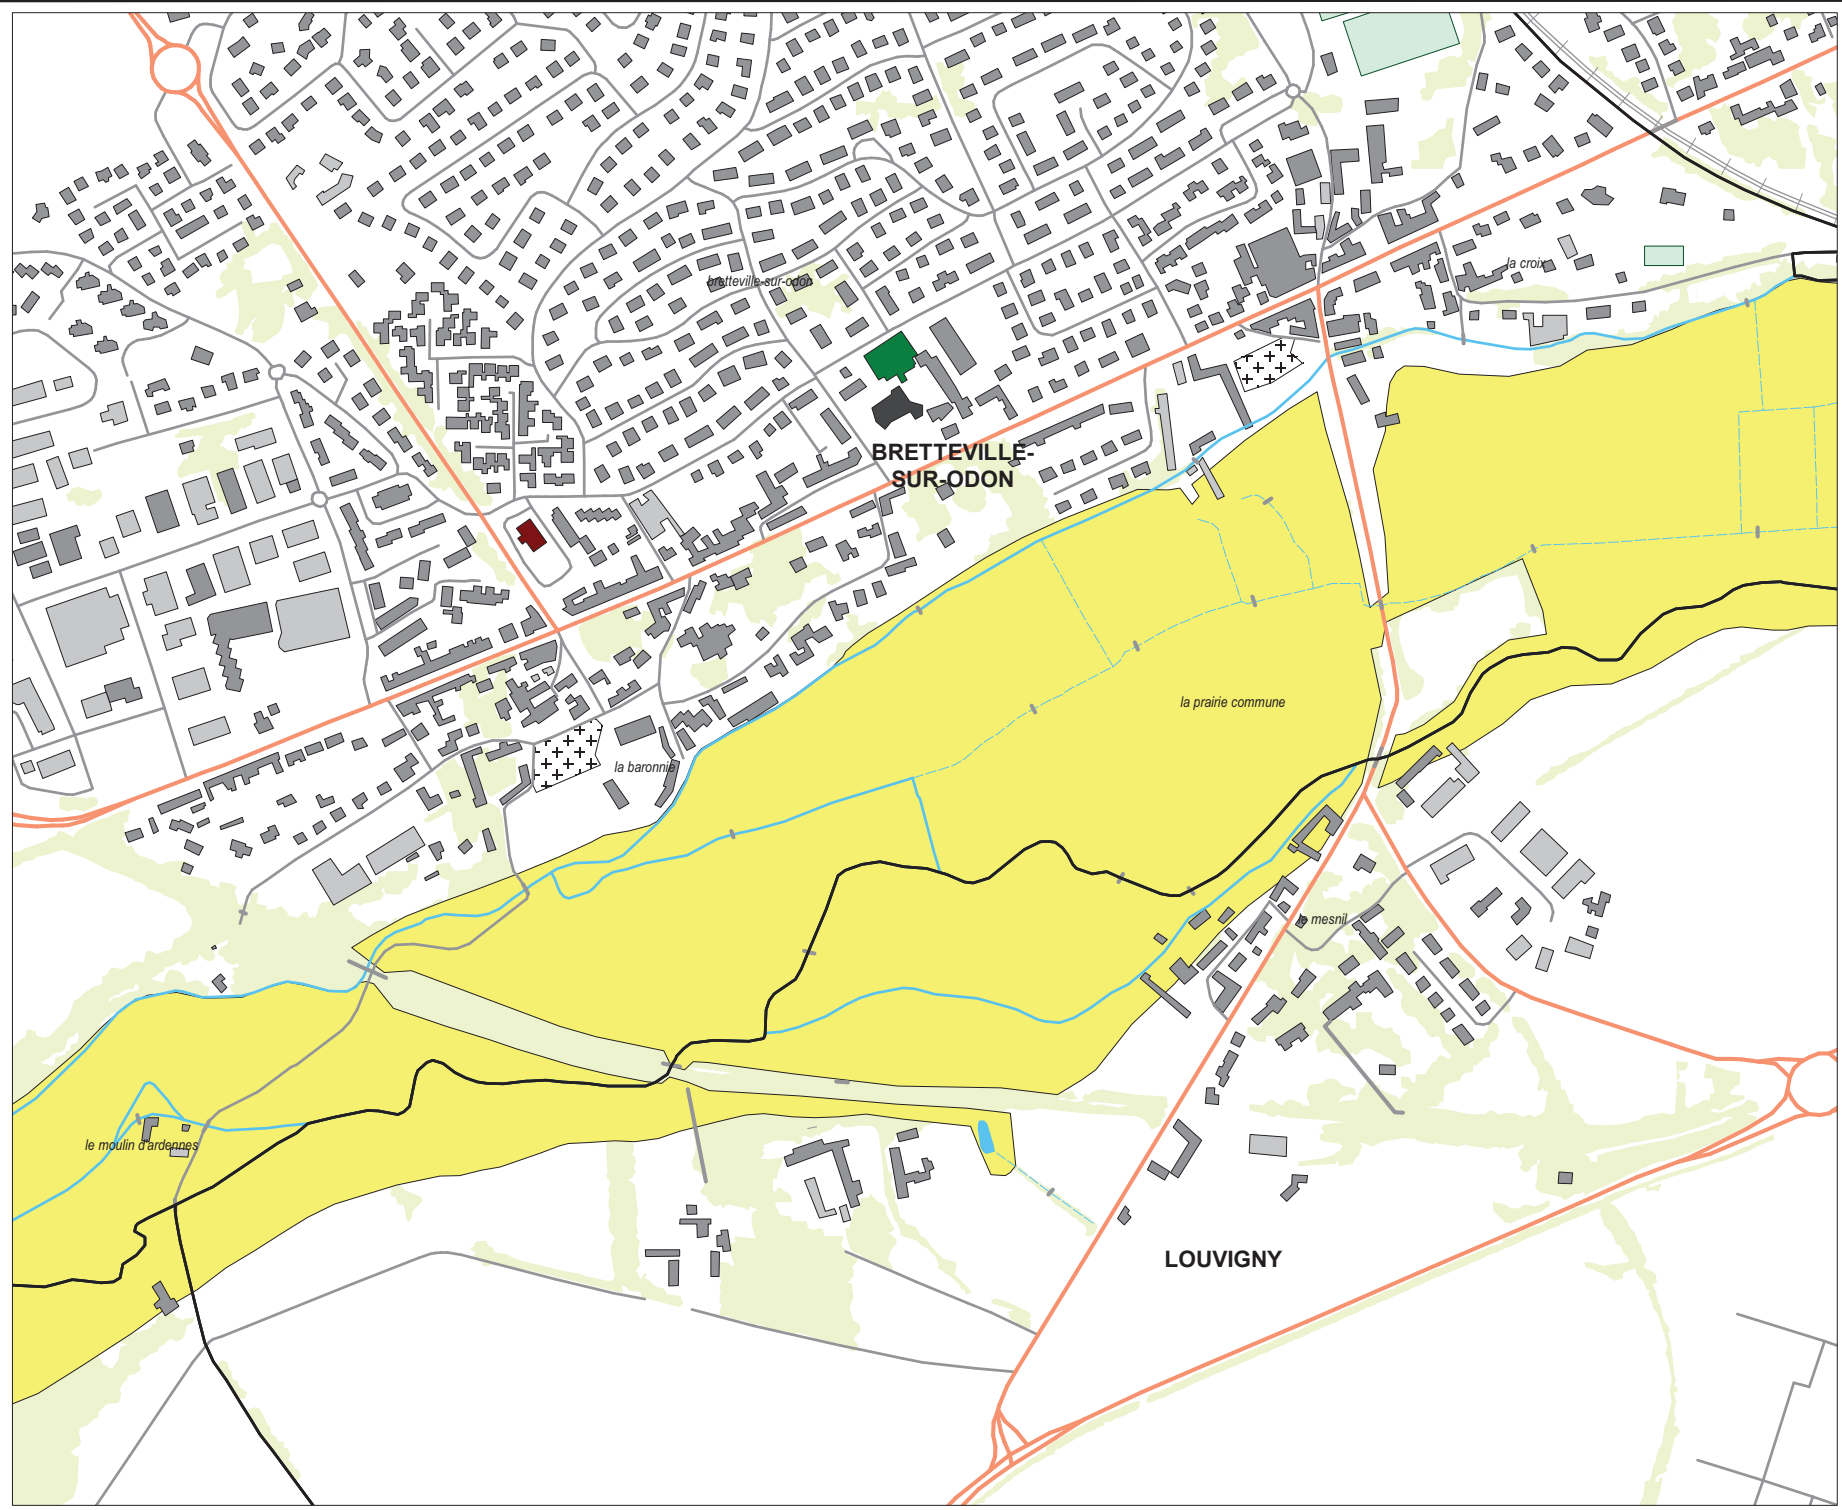 la croix
bretteville-sur-odon
BRETTEVILLE-
SUR-ODON
la prairie commune
la baronnie
le mesnil
le moulin d'ardennes
LOUVIGNY